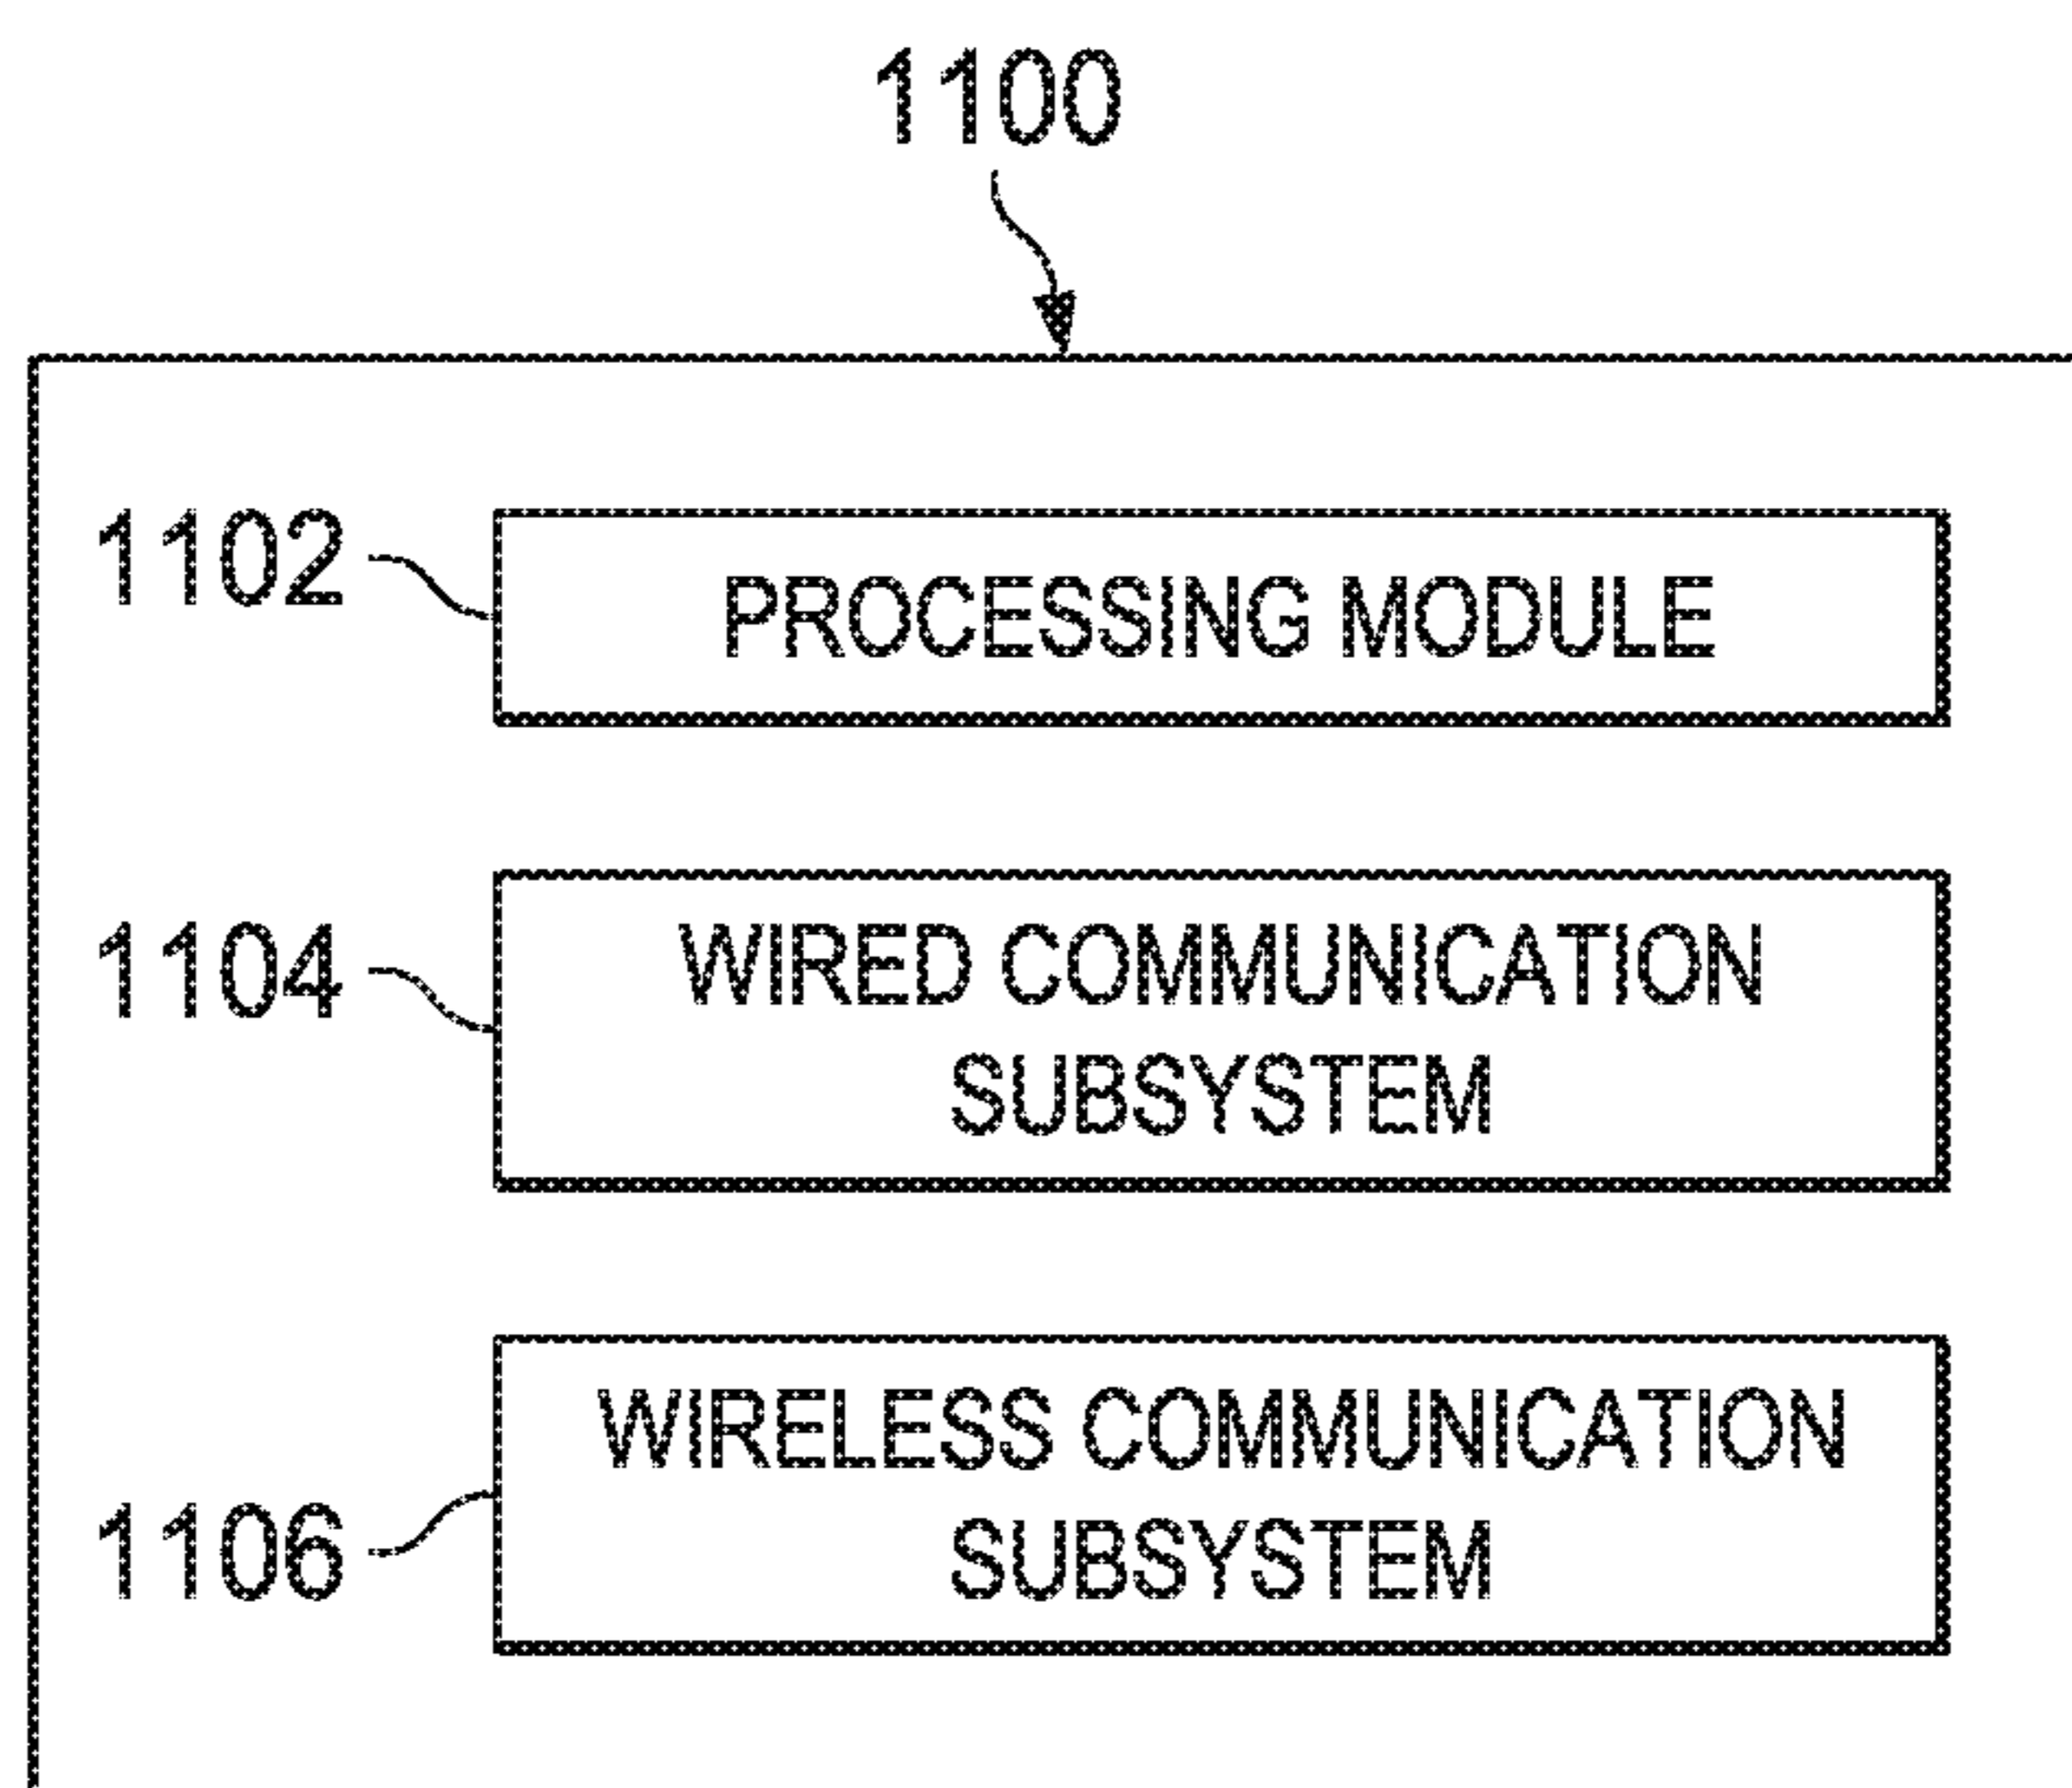 1100
1102
PROCESSING MODULE
1104
WIRED COMMUNICATION
SUBSYSTEM
WIRELESS COMMUNICATION
1106
SUBSYSTEM